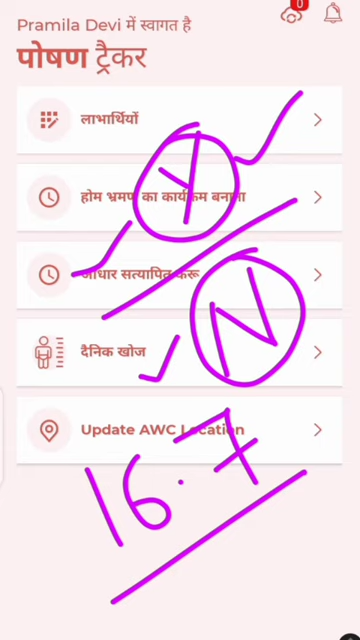 Pramila Devi में स्वागत है
0
पोषण ट्रैकर
लाभार्थियों
Y
होम भ्रमण का कार्यक्रम बनाना
आधार सत्यापित करू
N
दैनिक खोज
Update AWC Location
16.7